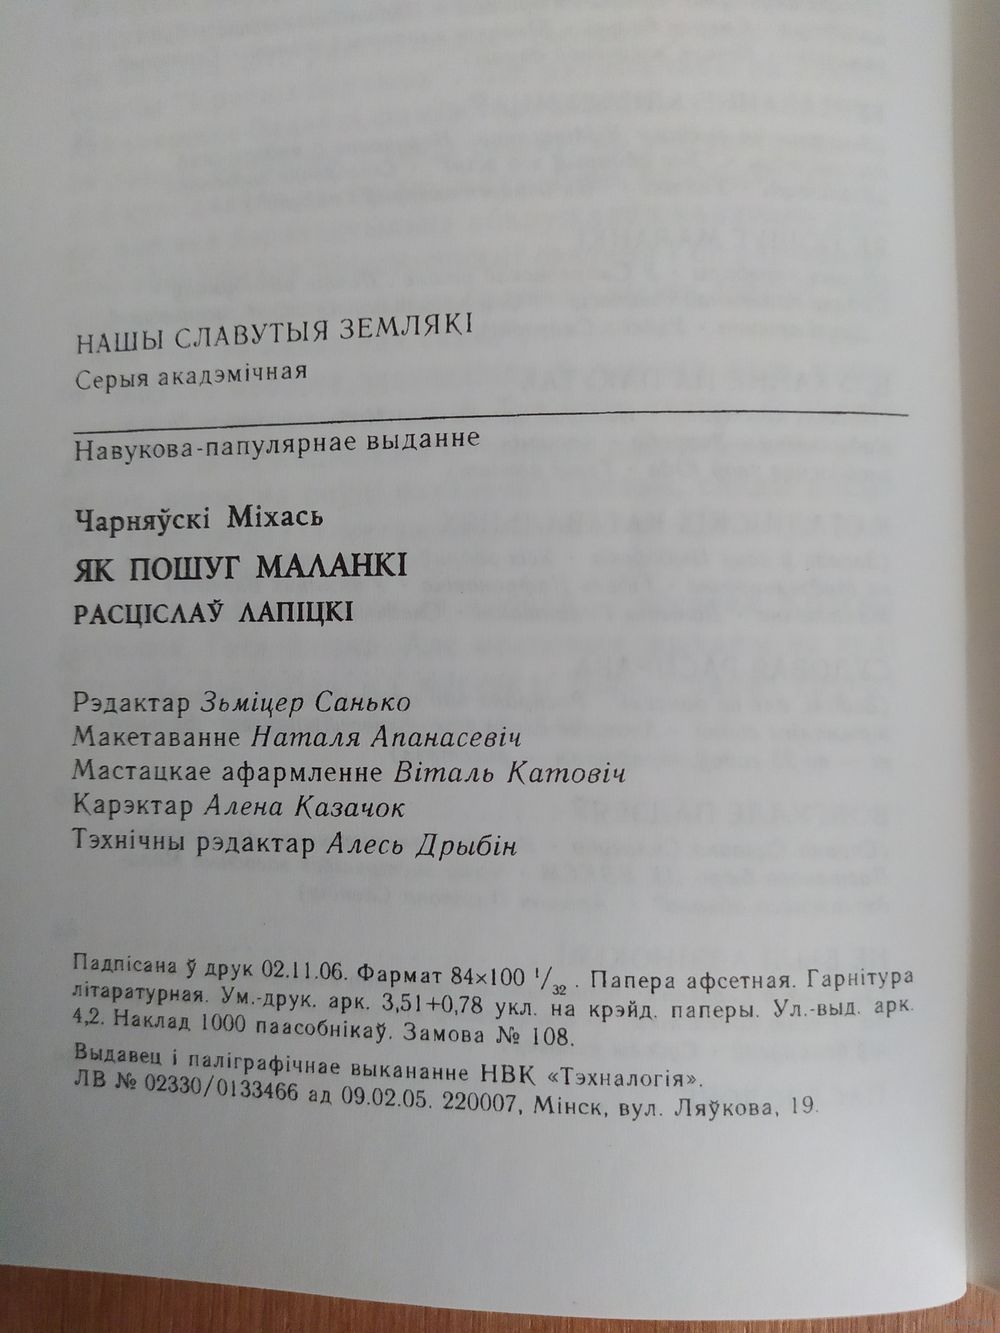 НАШЫ СЛАВУТЫЯ ЗЕМЛЯКІ
Серыя акадэмічная
Навукова-папулярнае выданне
Чарняўскі Міхась
ЯК ПОШУГ МАЛАНКІ
РАСЦІСЛАЎ ЛАПІЦКІ
Рэдактар Зьміцер Санько
Макетаванне Наталя Апанасевіч
Мастацкае афармленне Віталь Катовіч
Карэктар Алена Казачок
Тэхнічны рэдактар Алесь Дрыбін
Падпісана ў друк 02.11.06. Фармат 84×100 1/32 . Папера афсетная. Гарнітура
літаратурная. Ум.-друк. арк. 3,51+0,78 укл. на крэйд. паперы. Ул.-выд. арк.
4,2. Наклад 1000 паасобнікаў. Замова № 108.
Выдавец і паліграфічнае выкананне НВК «Тэхналогія».
ЛВ № 02330/0133466 ад 09.02.05. 220007, Мінск, вул. Ляўкова, 19.